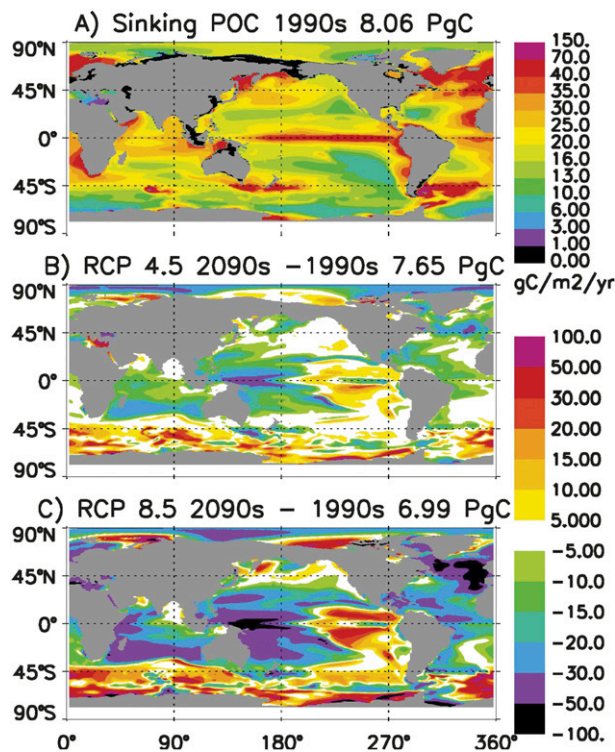 A) Sinking POC 1990s 8.06 PgC
90°N
45°N
0°
45°S
90°S
150.
70.0
40.0
35.0
30.0
25.0
20.0
16.0
13.0
10.0
6.00
3.00
1.00
0.00
gC/m2/yr
B) RCP 4.5 2090s –1990s 7.65 PgC
90°N
45°N
0°
45°S
90°S
100.0
50.00
20.00
15.00
10.00
5.000
C) RCP 8.5 2090s – 1990s 6.99 PgC
90°N
45°N
0°
45°S
90°S
-5.00
-10.0
-15.0
-20.0
-30.0
-50.0
-100.
0° 90° 180° 270° 360°